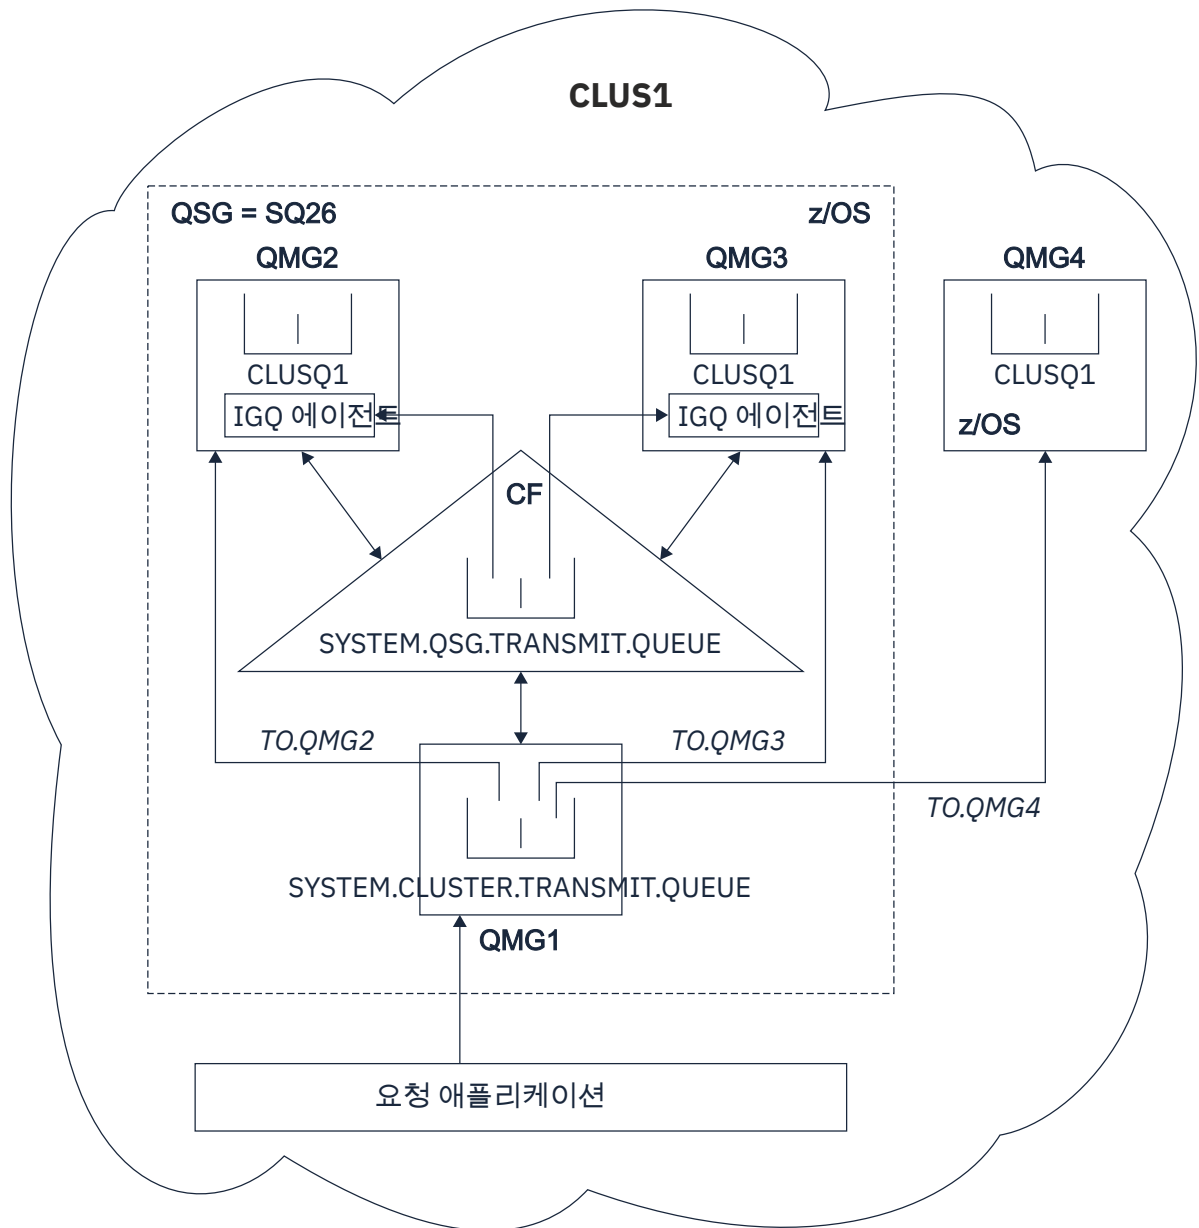 CLUS1
QSG = SQ26
z/OS
QMG2
QMG3
QMG4
CLUSQ1
CLUSQ1
CLUSQ1
IGQ 에이전트
IGQ 에이전트
z/OS
CF
SYSTEM.QSG.TRANSMIT.QUEUE
TO.QMG2
TO.QMG3
TO.QMG4
SYSTEM.CLUSTER.TRANSMIT.QUEUE
QMG1
요청 애플리케이션